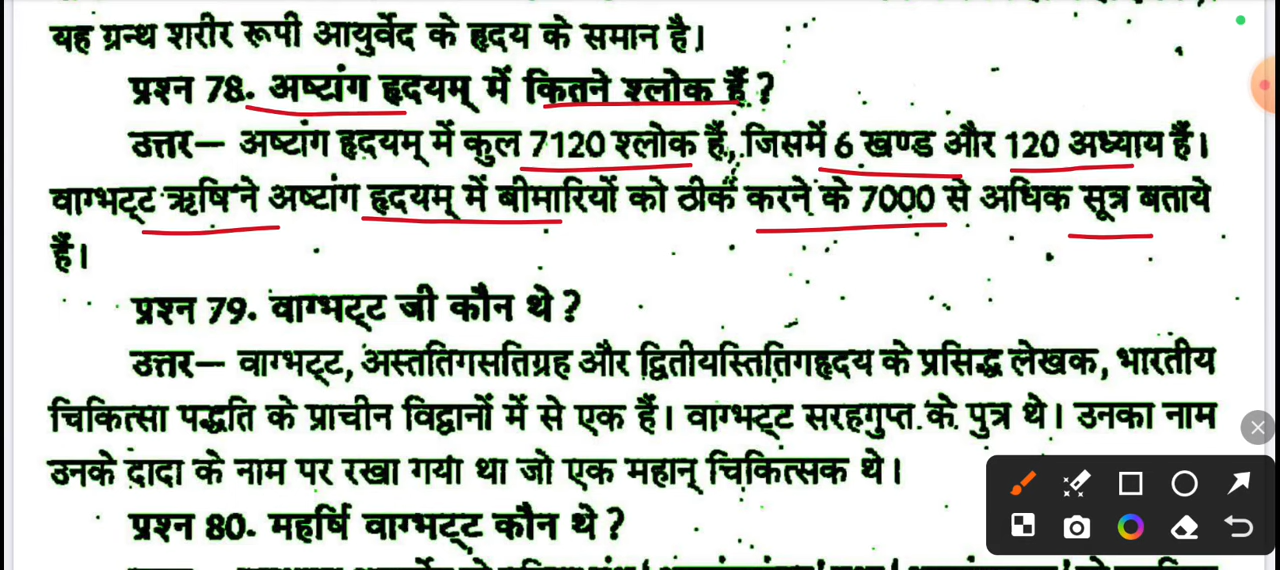 यह ग्रन्थ शरीर रूपी आयुर्वेद के हृदय के समान है।
प्रश्न 78. अष्टांग हृदयम् में कितने श्लोक हैं ?
उत्तर— अष्टांग हृदयम् में कुल 7120 श्लोक हैं, जिसमें 6 खण्ड और 120 अध्याय हैं।
वाग्भट्ट ऋषि ने अष्टांग हृदयम् में बीमारियों को ठीक करने के 7000 से अधिक सूत्र बताये
हैं।
प्रश्न 79. वाग्भट्ट जी कौन थे ?
उत्तर— वाग्भट्ट, अस्ततिगसतिग्रह और द्वितीयस्तितिगहृदय के प्रसिद्ध लेखक, भारतीय
चिकित्सा पद्धति के प्राचीन विद्वानों में से एक हैं। वाग्भट्ट सरहगुप्त के पुत्र थे। उनका नाम
उनके दादा के नाम पर रखा गया था जो एक महान् चिकित्सक थे।
प्रश्न 80. महर्षि वाग्भट्ट कौन थे ?